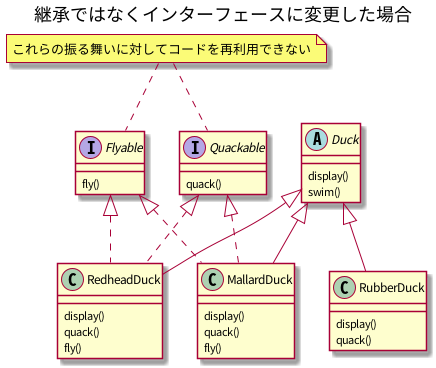 継承ではなくインターフェースに変更した場合
これらの振る舞いに対してコードを再利用できない
I Flyable
fly()
I Quackable
quack()
A Duck
display()
swim()
C RedheadDuck
display()
quack()
fly()
C MallardDuck
display()
quack()
fly()
C RubberDuck
display()
quack()